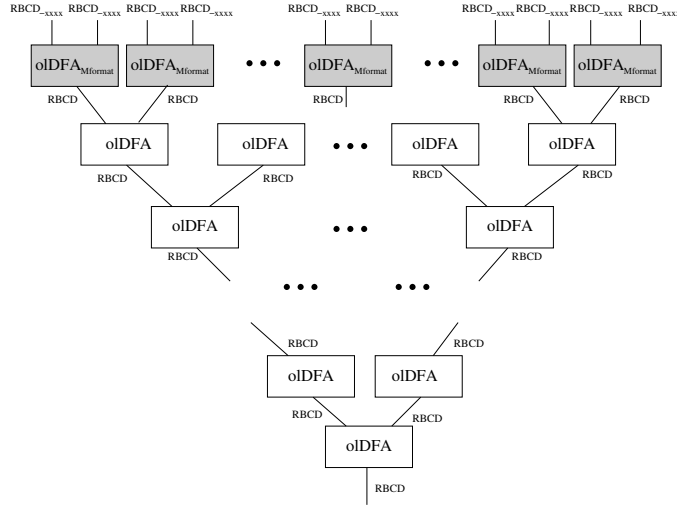 RBCD_xxxx RBCD_xxxx RBCD_xxxx RBCD_xxxx RBCD_xxxx RBCD_xxxx RBCD_xxxx RBCD_xxxx RBCD_xxxx RBCD_xxxx
olDFA_Mformat olDFA_Mformat olDFA_Mformat olDFA_Mformat olDFA_Mformat
RBCD RBCD RBCD RBCD RBCD
olDFA olDFA olDFA olDFA
RBCD RBCD RBCD RBCD
olDFA olDFA
RBCD RBCD
RBCD RBCD
olDFA olDFA
RBCD RBCD
olDFA
RBCD